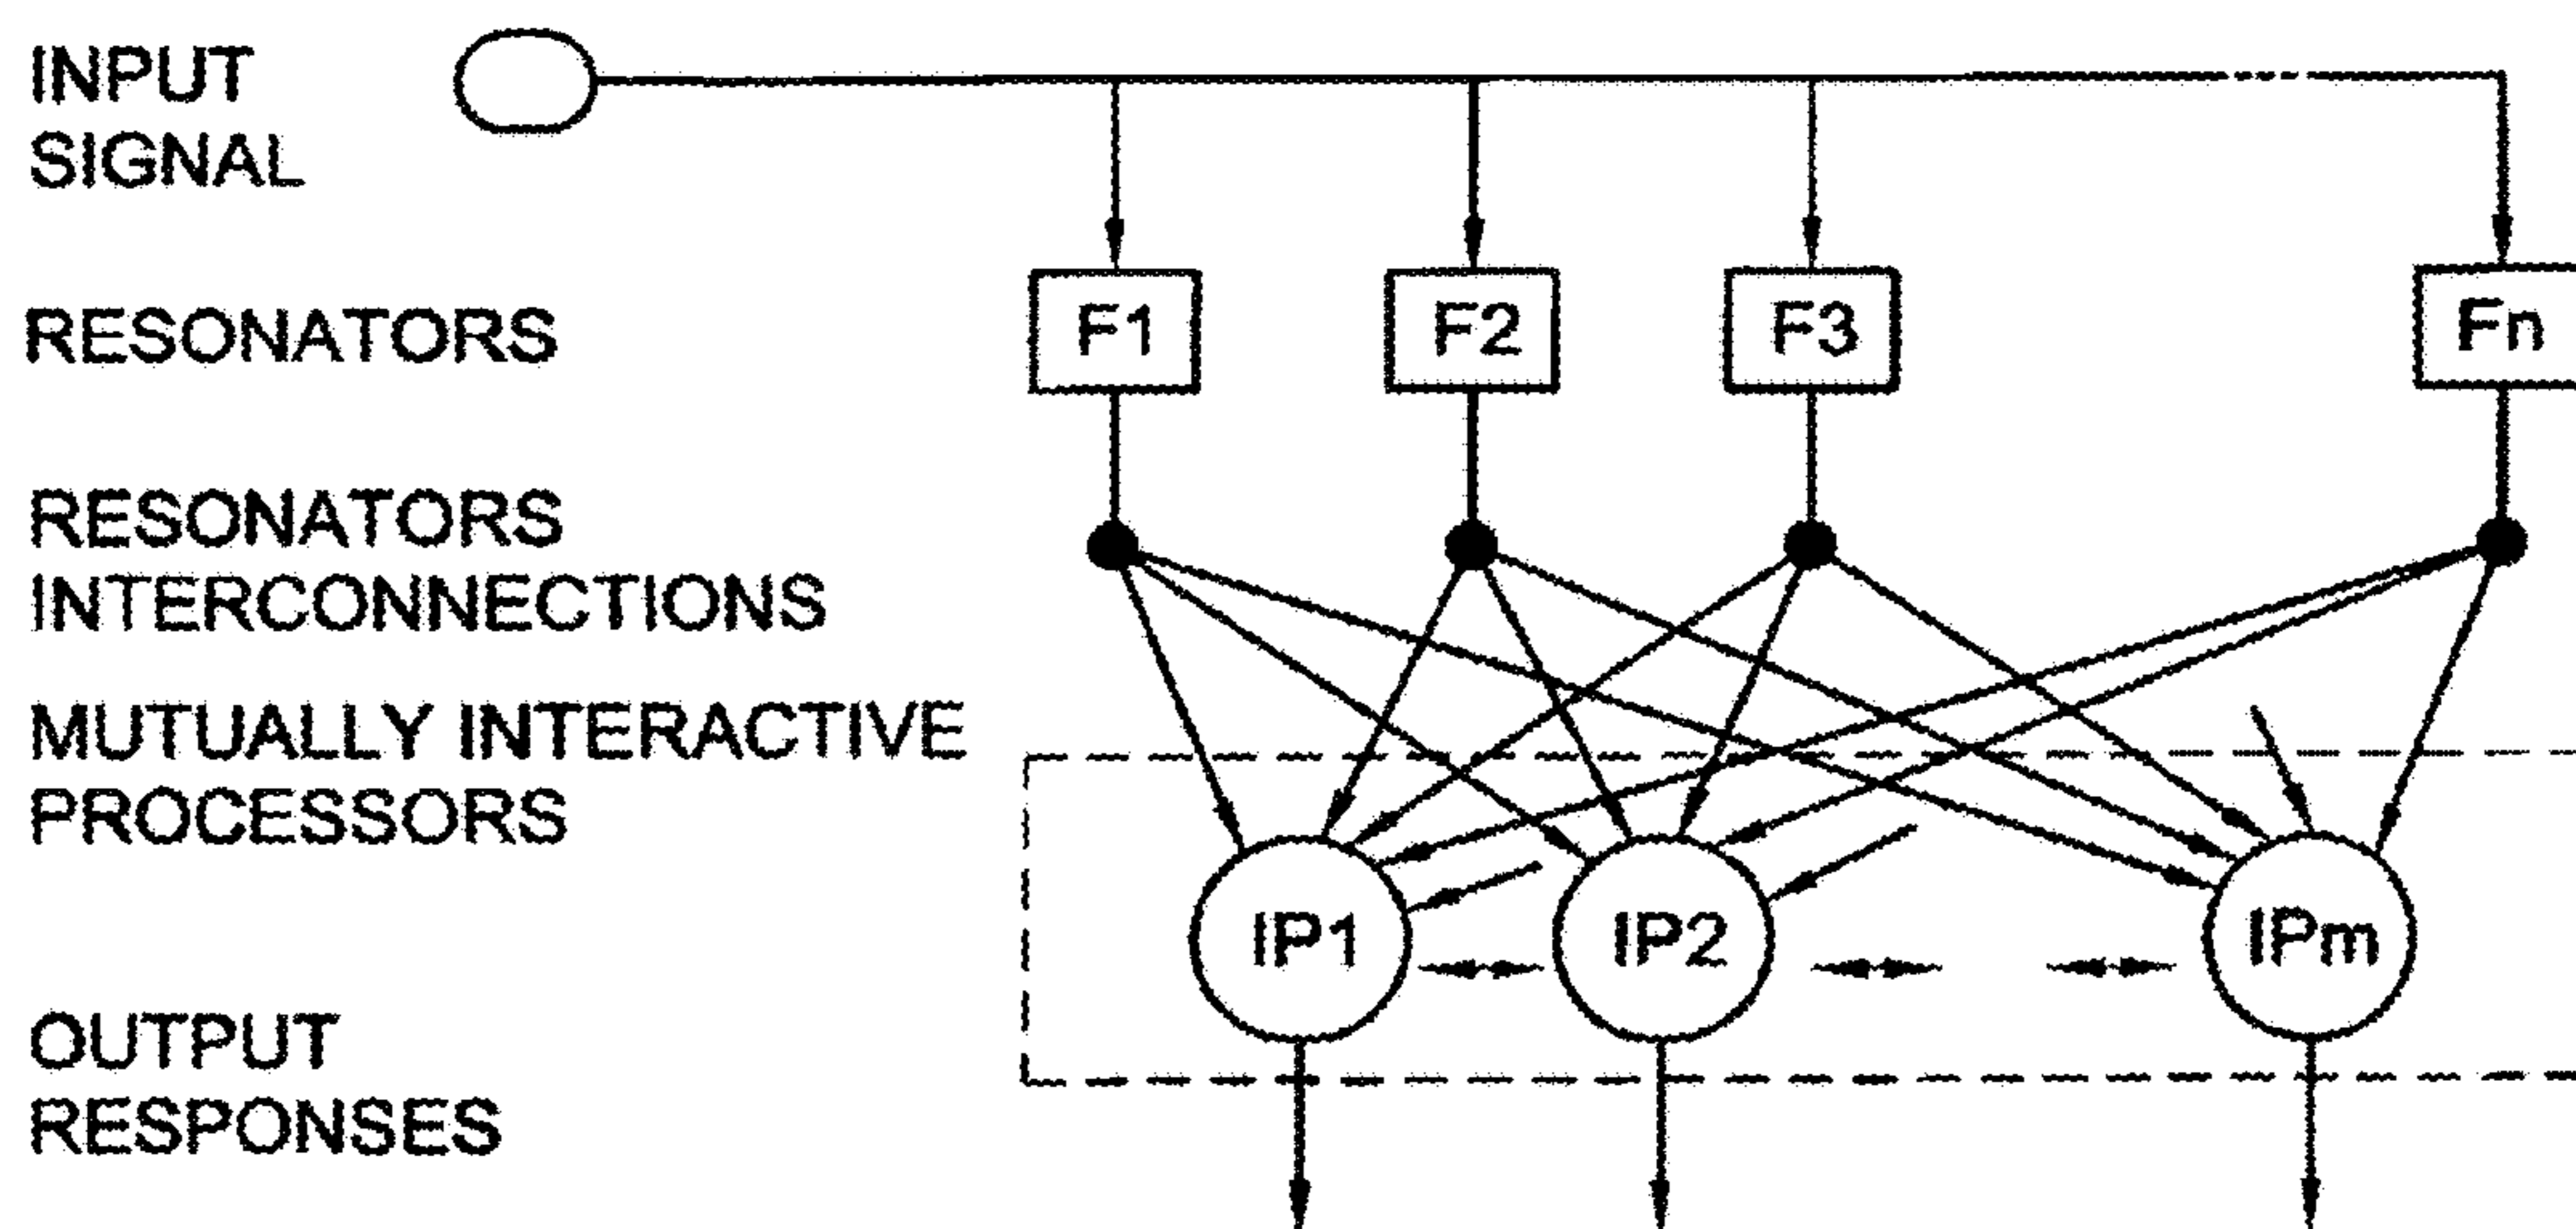 INPUT
SIGNAL
RESONATORS
F1 F2 F3 Fn
RESONATORS
INTERCONNECTIONS
MUTUALLY INTERACTIVE
PROCESSORS
IP1 IP2 IPm
OUTPUT
RESPONSES